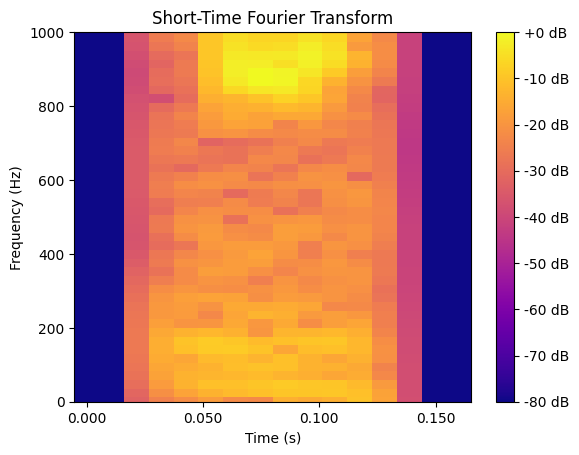 Short-Time Fourier Transform
1000
800
600
400
200
0
Frequency (Hz)
0.000
0.050
0.100
0.150
Time (s)
+0 dB
-10 dB
-20 dB
-30 dB
-40 dB
-50 dB
-60 dB
-70 dB
-80 dB